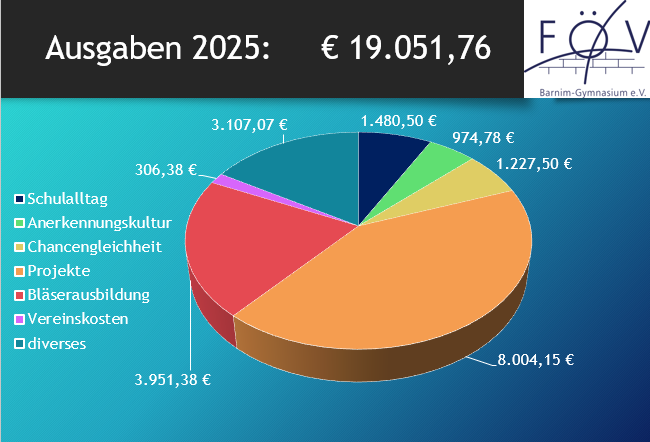 Ausgaben 2025: € 19.051,76
FÖV
Barnim-Gymnasium e.V.
3.107,07 €
1.480,50 €
974,78 €
1.227,50 €
306,38 €
Schulalltag
Anerkennungskultur
Chancengleichheit
Projekte
Bläserausbildung
Vereinskosten
diverses
8.004,15 €
3.951,38 €